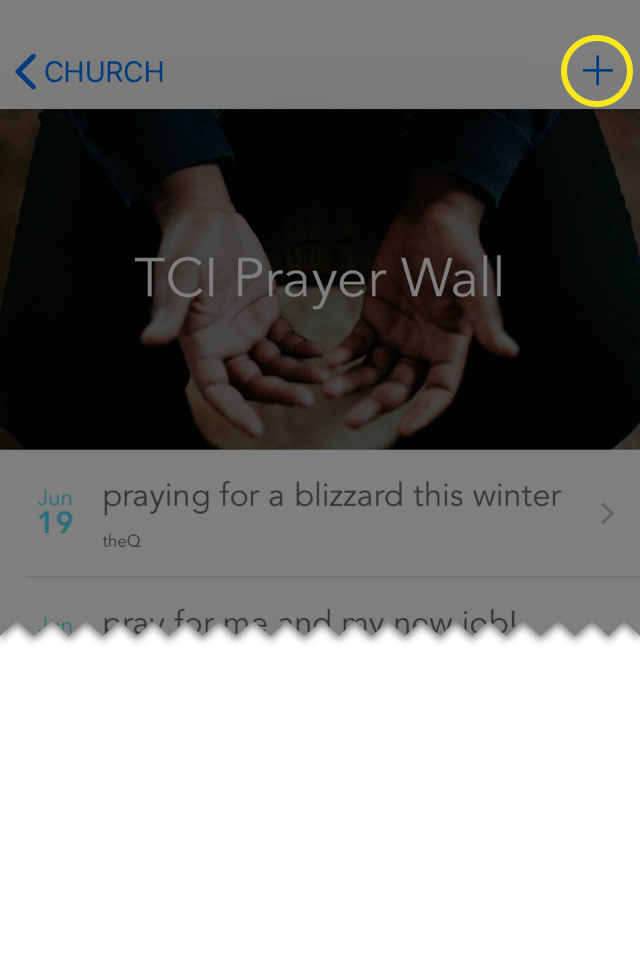 CHURCH
TCI Prayer Wall
Jun
19
praying for a blizzard this winter
theQ
Jun
pray for me and my new job!